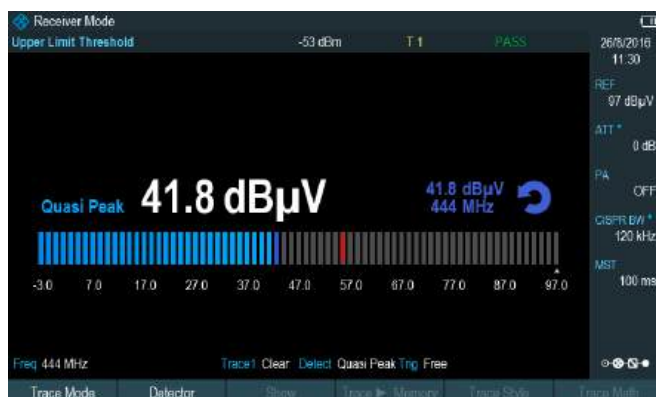 Receiver Mode
Upper Limit Threshold -53 dBm T 1 PASS
26/8/2016
11:30
REF
97 dBµV
ATT *
0 dB
PA
OFF
CISPR BW *
120 kHz
MST
100 ms
Quasi Peak 41.8 dBµV
41.8 dBµV
444 MHz
-3.0 7.0 17.0 27.0 37.0 47.0 57.0 67.0 77.0 87.0 97.0
Freq 444 MHz Trace1 Clear Detect Quasi Peak Trig Free
Trace Mode Detector Show Trace ► Memory Trace Style Trace Math